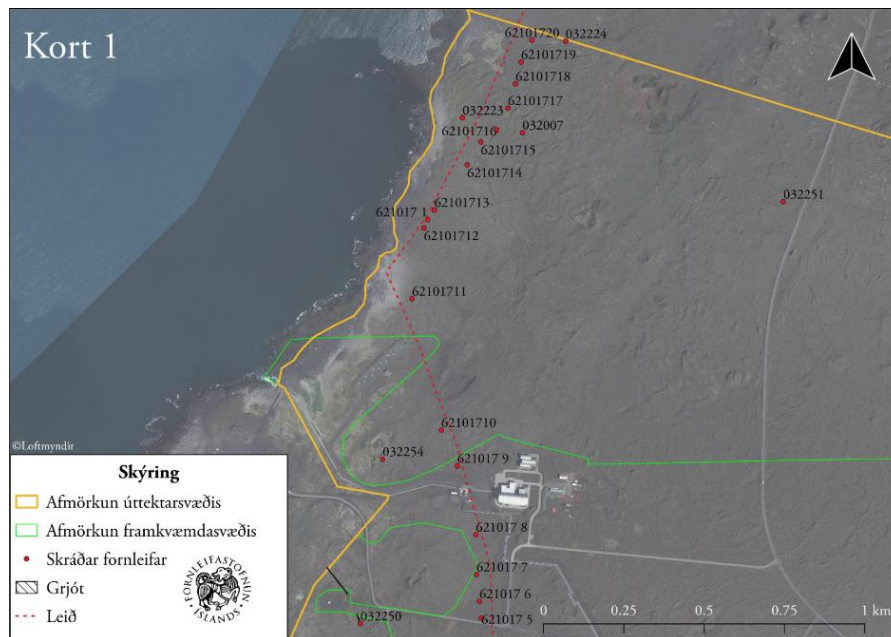 Kort 1
62101720
032224
62101719
62101718
62101717
032223
62101716
032007
62101715
62101714
032251
62101713
621017 1
62101712
62101711
62101710
032254
621017 9
621017 8
621017 7
621017 6
032250
621017 5
©Loftmyndir
Skýring
Afmörkun úttektarsvæðis
Afmörkun framkvæmdasvæðis
Skráðar fornleifar
Grjót
Leið
FORNLEIFASTOFNUN ÍSLANDS
0 0,25 0,5 0,75 1 km